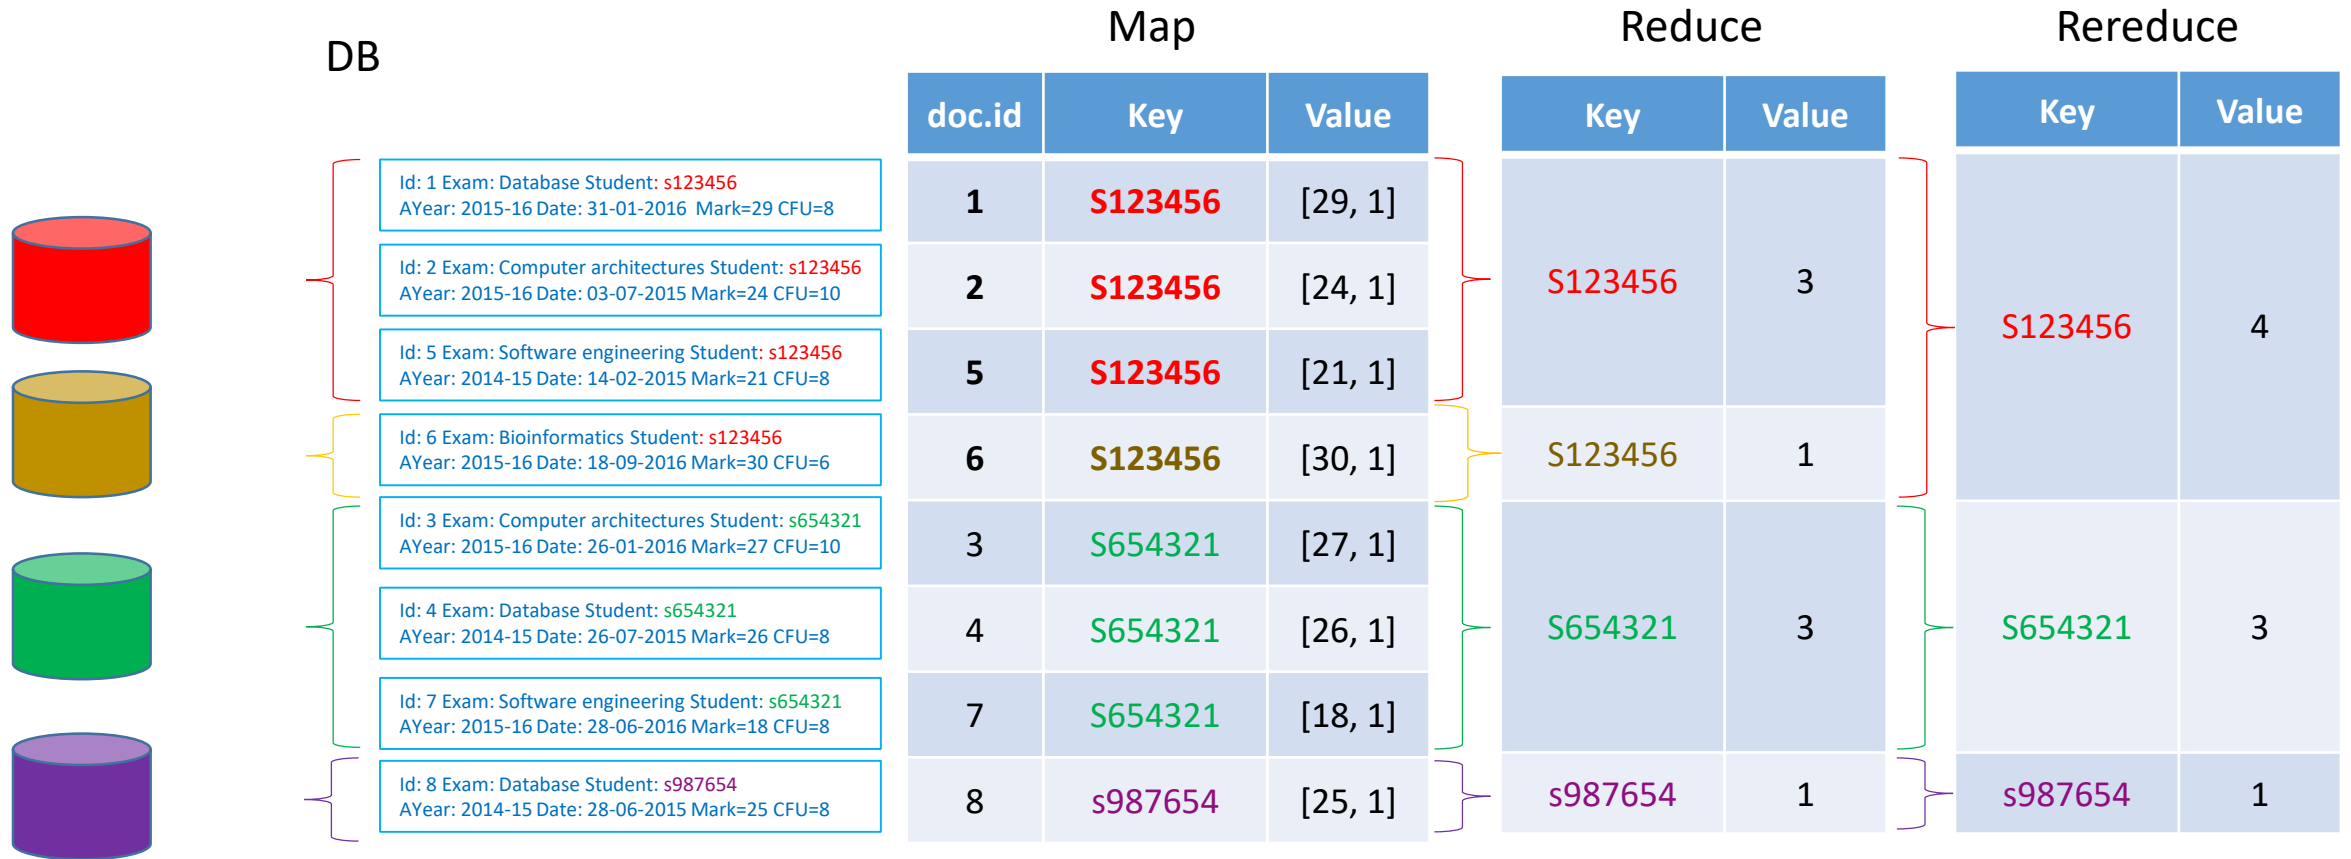 DB
Map
Reduce
Rereduce
doc.id Key Value
Key Value
Key Value
Id: 1 Exam: Database Student: s123456
AYear: 2015-16 Date: 31-01-2016 Mark=29 CFU=8
Id: 2 Exam: Computer architectures Student: s123456
AYear: 2015-16 Date: 03-07-2015 Mark=24 CFU=10
Id: 5 Exam: Software engineering Student: s123456
AYear: 2014-15 Date: 14-02-2015 Mark=21 CFU=8
Id: 6 Exam: Bioinformatics Student: s123456
AYear: 2015-16 Date: 18-09-2016 Mark=30 CFU=6
Id: 3 Exam: Computer architectures Student: s654321
AYear: 2015-16 Date: 26-01-2016 Mark=27 CFU=10
Id: 4 Exam: Database Student: s654321
AYear: 2014-15 Date: 26-07-2015 Mark=26 CFU=8
Id: 7 Exam: Software engineering Student: s654321
AYear: 2015-16 Date: 28-06-2016 Mark=18 CFU=8
Id: 8 Exam: Database Student: s987654
AYear: 2014-15 Date: 28-06-2015 Mark=25 CFU=8
1 S123456 [29, 1]
2 S123456 [24, 1]
5 S123456 [21, 1]
6 S123456 [30, 1]
3 S654321 [27, 1]
4 S654321 [26, 1]
7 S654321 [18, 1]
8 s987654 [25, 1]
S123456 3
S123456 1
S654321 3
s987654 1
S123456 4
S654321 3
s987654 1